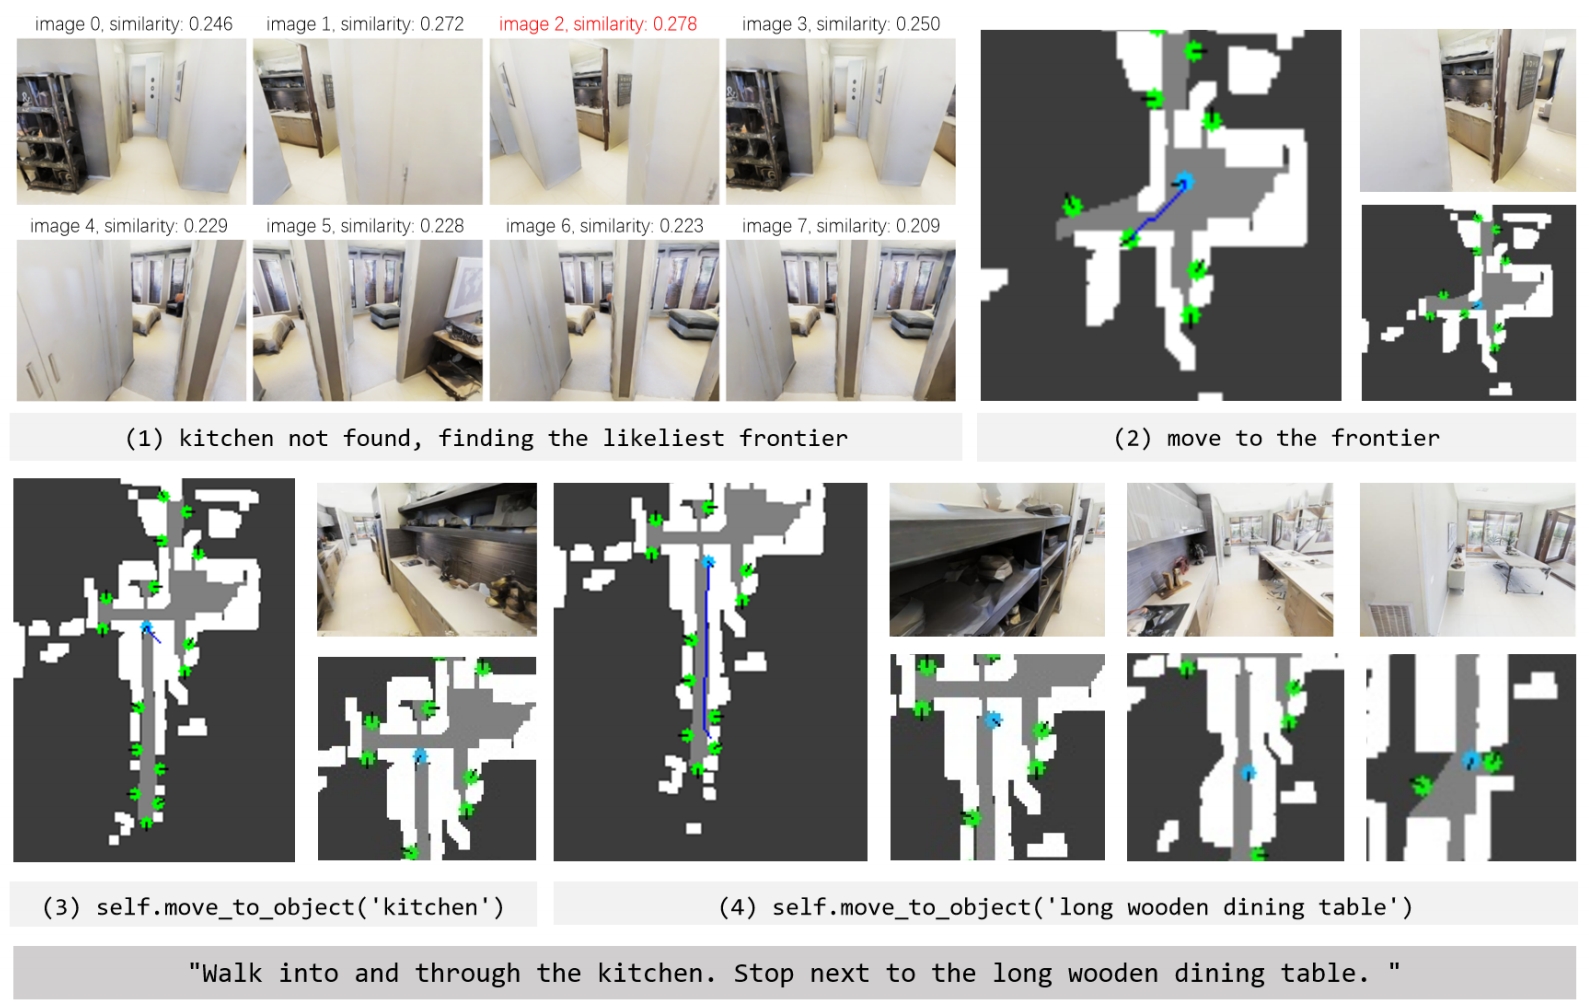 image 0, similarity: 0.246
image 1, similarity: 0.272
image 2, similarity: 0.278
image 3, similarity: 0.250
image 4, similarity: 0.229
image 5, similarity: 0.228
image 6, similarity: 0.223
image 7, similarity: 0.209
(1) kitchen not found, finding the likeliest frontier
(2) move to the frontier
(3) self.move_to_object('kitchen')
(4) self.move_to_object('long wooden dining table')
"Walk into and through the kitchen. Stop next to the long wooden dining table. "